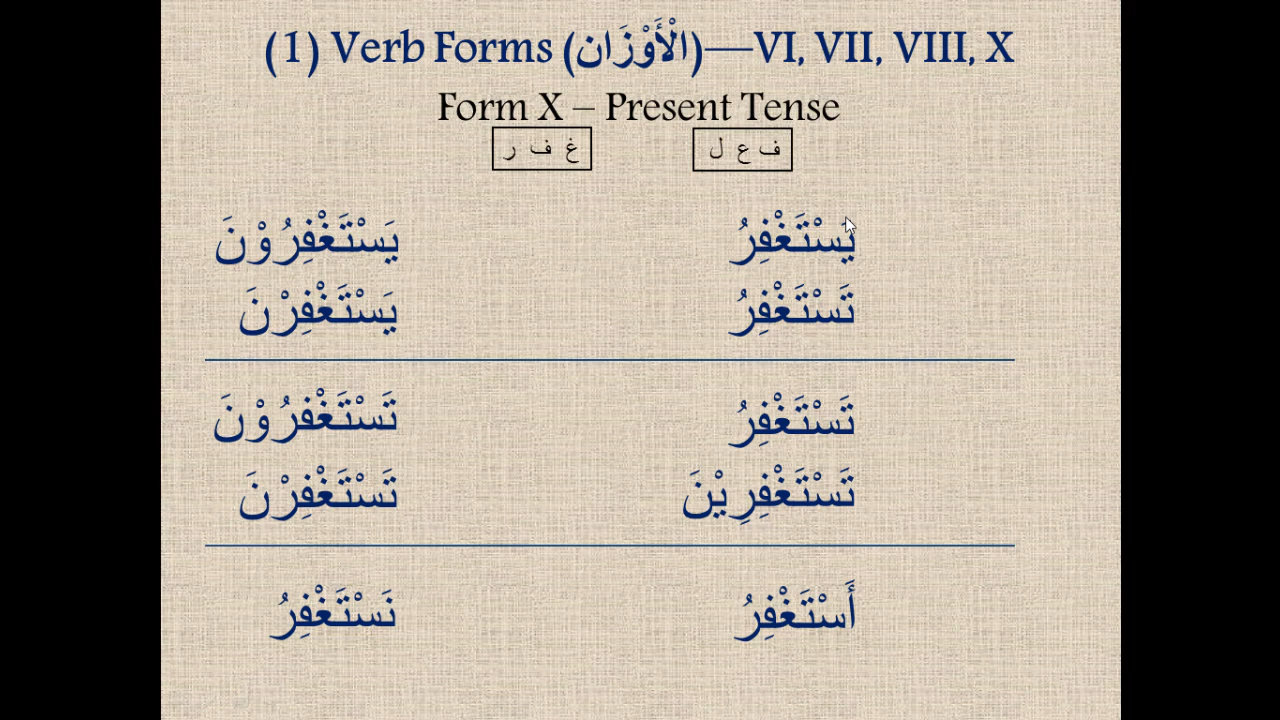 (1) Verb Forms (الْأَوْزَان)—VI, VII, VIII, X
Form X – Present Tense
ف ع ل غ ف ر
يَسْتَغْفِرُ يَسْتَغْفِرُوْنَ
تَسْتَغْفِرُ يَسْتَغْفِرْنَ
تَسْتَغْفِرُ تَسْتَغْفِرُوْنَ
تَسْتَغْفِرِيْنَ تَسْتَغْفِرْنَ
أَسْتَغْفِرُ نَسْتَغْفِرُ